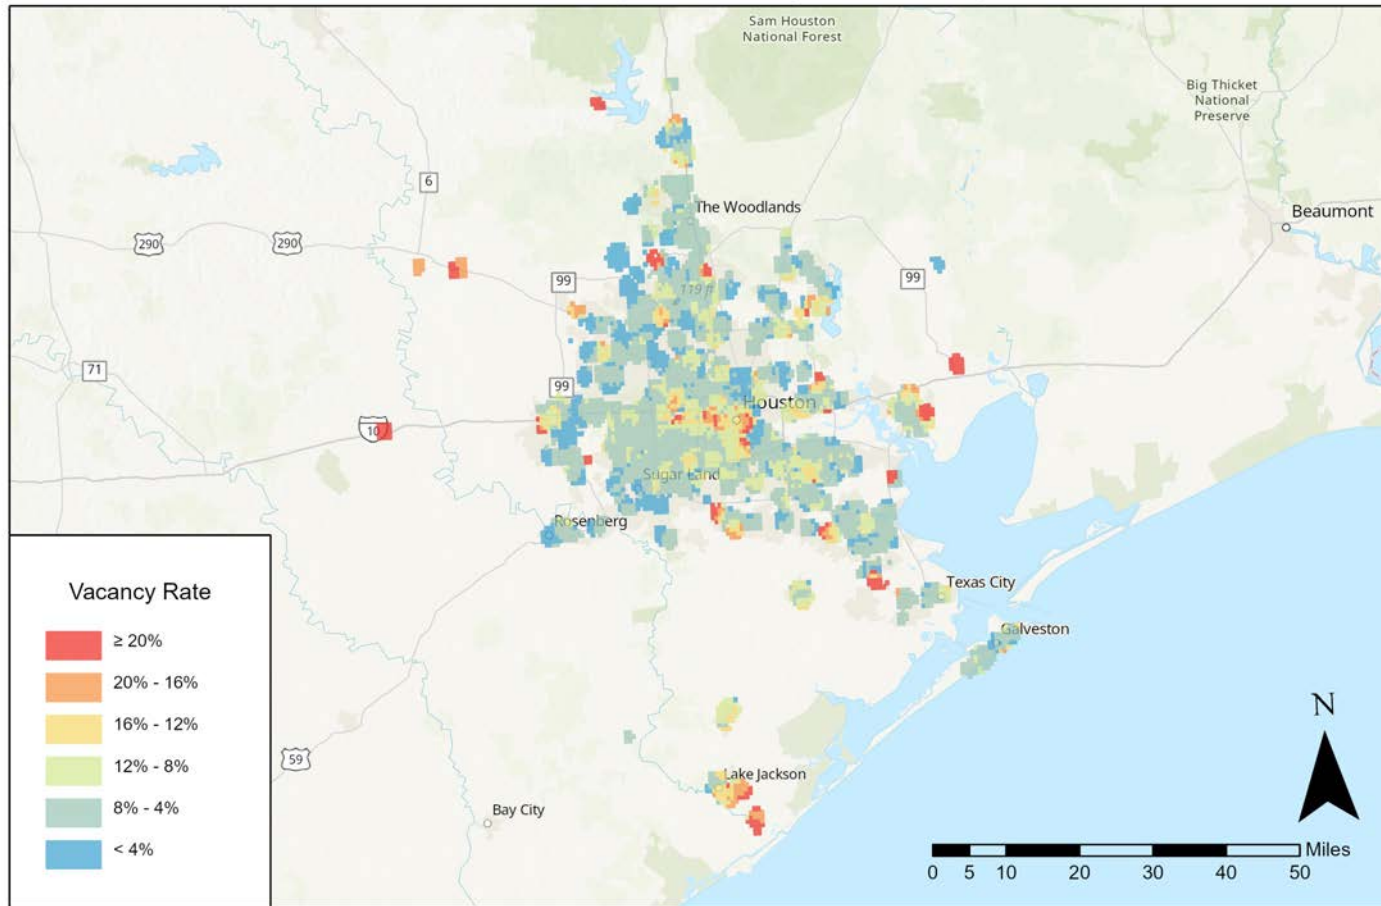 Sam Houston
National Forest
Big Thicket
National
Preserve
6
The Woodlands
Beaumont
290
290
99
99
119 ft
71
99
Houston
10
Sugar Land
Rosenberg
Texas City
Galveston
59
Lake Jackson
Bay City
Vacancy Rate
≥ 20%
20% - 16%
16% - 12%
12% - 8%
8% - 4%
< 4%
N
Miles
0 5 10 20 30 40 50